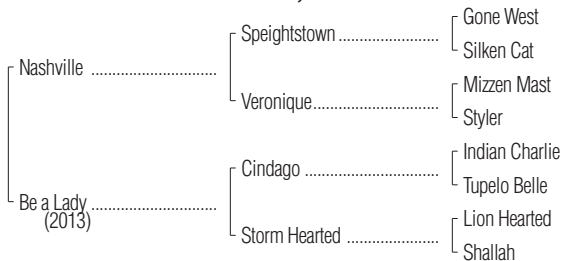 Gone West
Speightstown ....................
Silken Cat
Nashville .........................
Mizzen Mast
Veronique.........................
Styler
Indian Charlie
Cindago ...........................
Tupelo Belle
Be a Lady .........................
(2013)
Lion Hearted
Storm Hearted ..................
Shallah